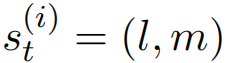 $s_t^{(i)} = (l, m)$